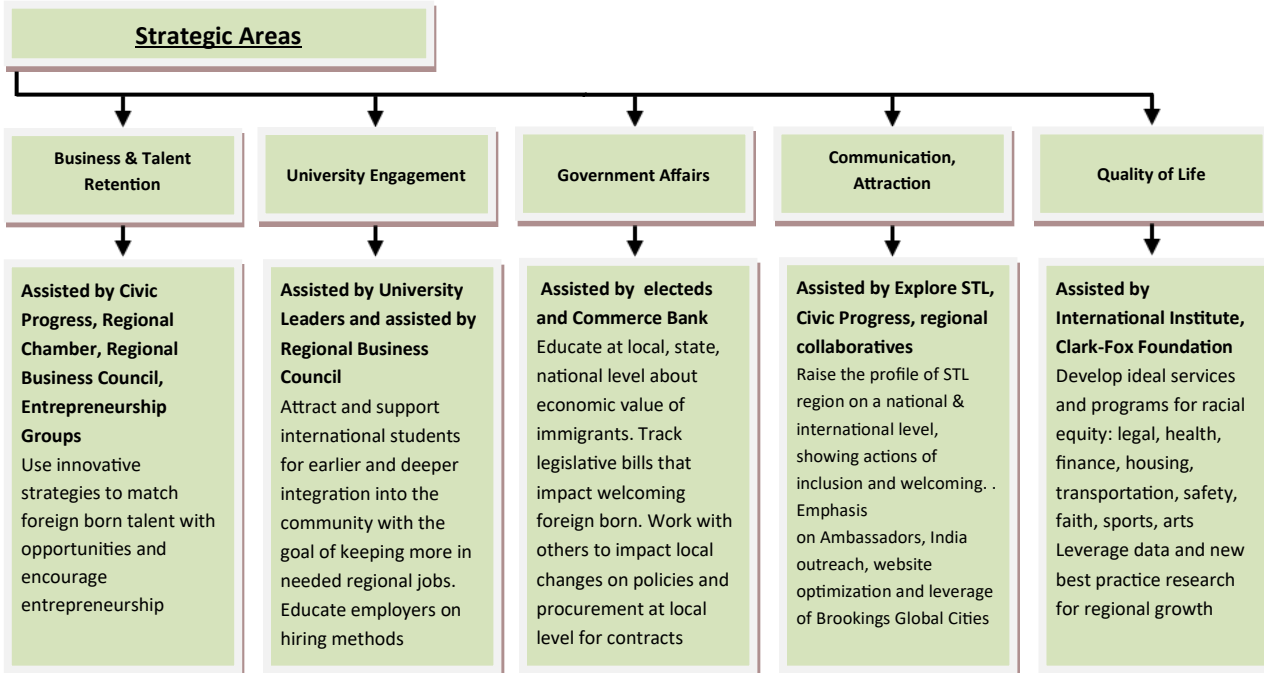 Strategic Areas
Business & Talent
Retention
University Engagement
Government Affairs
Communication,
Attraction
Quality of Life
Assisted by Civic
Progress, Regional
Chamber, Regional
Business Council,
Entrepreneurship
Groups
Use innovative
strategies to match
foreign born talent with
opportunities and
encourage
entrepreneurship
Assisted by University
Leaders and assisted by
Regional Business
Council
Attract and support
international students
for earlier and deeper
integration into the
community with the
goal of keeping more in
needed regional jobs.
Educate employers on
hiring methods
Assisted by  electeds
and Commerce Bank
Educate at local, state,
national level about
economic value of
immigrants. Track
legislative bills that
impact welcoming
foreign born. Work with
others to impact local
changes on policies and
procurement at local
level for contracts
Assisted by Explore STL,
Civic Progress, regional
collaboratives
Raise the profile of STL
region on a national &
international level,
showing actions of
inclusion and welcoming. .
Emphasis
on Ambassadors, India
outreach, website
optimization and leverage
of Brookings Global Cities
Assisted by
International Institute,
Clark-Fox Foundation
Develop ideal services
and programs for racial
equity: legal, health,
finance, housing,
transportation, safety,
faith, sports, arts
Leverage data and new
best practice research
for regional growth